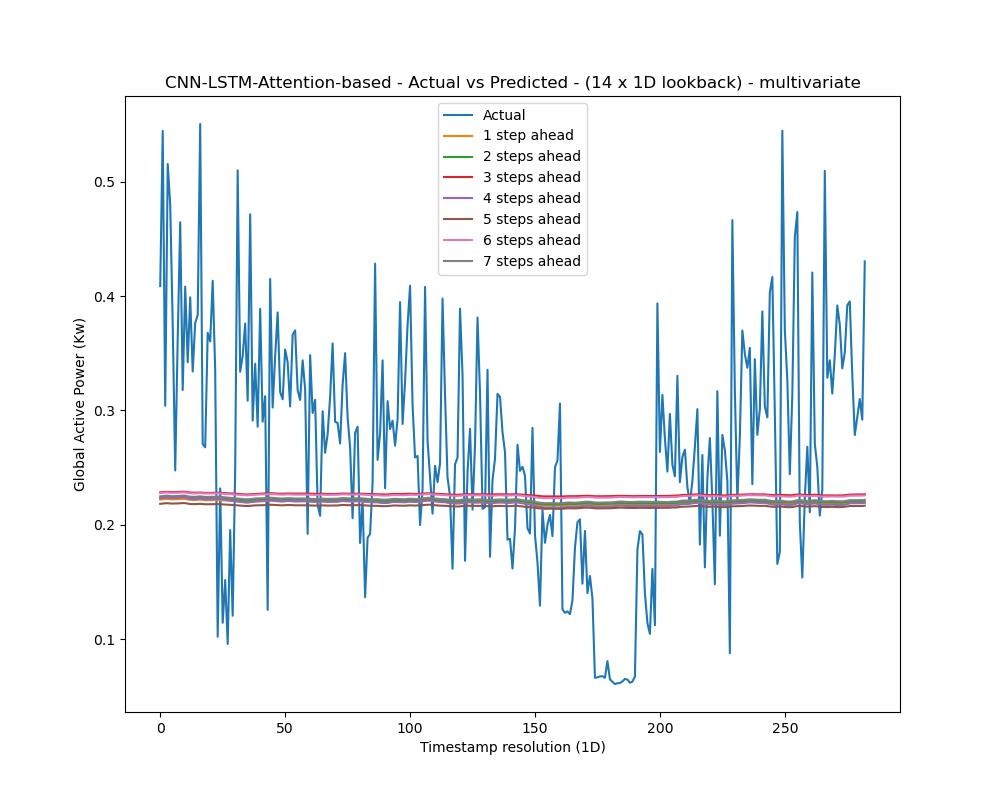 CNN-LSTM-Attention-based - Actual vs Predicted - (14 x 1D lookback) - multivariate
Actual
1 step ahead
2 steps ahead
3 steps ahead
4 steps ahead
5 steps ahead
6 steps ahead
7 steps ahead
Global Active Power (Kw)
0.5
0.4
0.3
0.2
0.1
0
50
100
150
200
250
Timestamp resolution (1D)